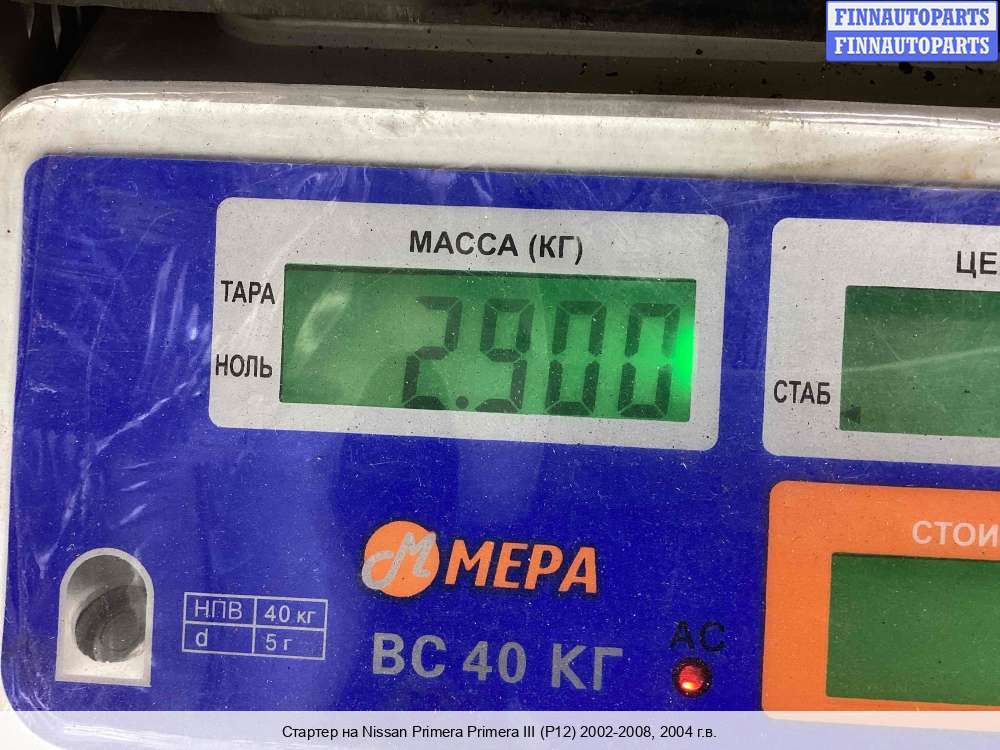 FINNAUTOPARTS
FINNAUTOPARTS
МАССА (КГ)
ЦЕ
ТАРА
НОЛЬ
2.900
СТАБ
СТОИ
МЕРА
НПВ 40 кг
d 5 г
ВС 40 КГ
АС
Стартер на Nissan Primera Primera III (P12) 2002-2008, 2004 г.в.